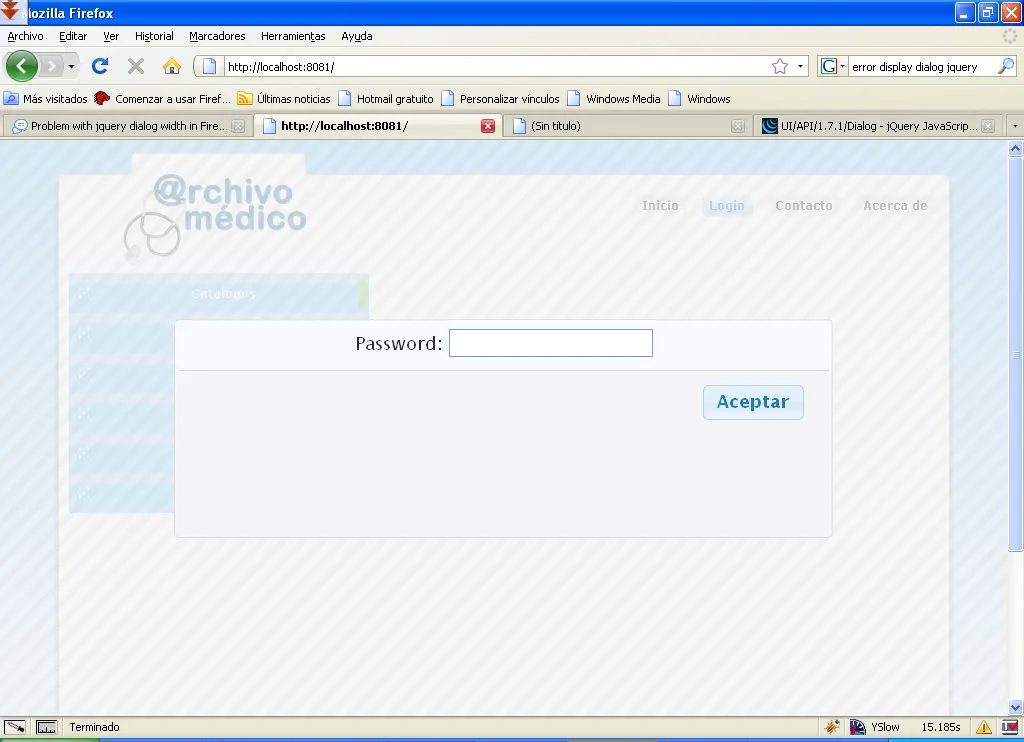 Mozilla Firefox
Archivo Editar Ver Historial Marcadores Herramientas Ayuda
http://localhost:8081/ error display dialog jquery
Más visitados Comenzar a usar Firef... Últimas noticias Hotmail gratuito Personalizar vínculos Windows Media Windows
Problem with jquery dialog width in Fire... http://localhost:8081/ (Sin título) UI/API/1.7.1/Dialog - jQuery JavaScrip...
@rchivo
médico
Inicio Login Contacto Acerca de
Catalogos
Password:
Aceptar
Terminado YSlow 15.185s